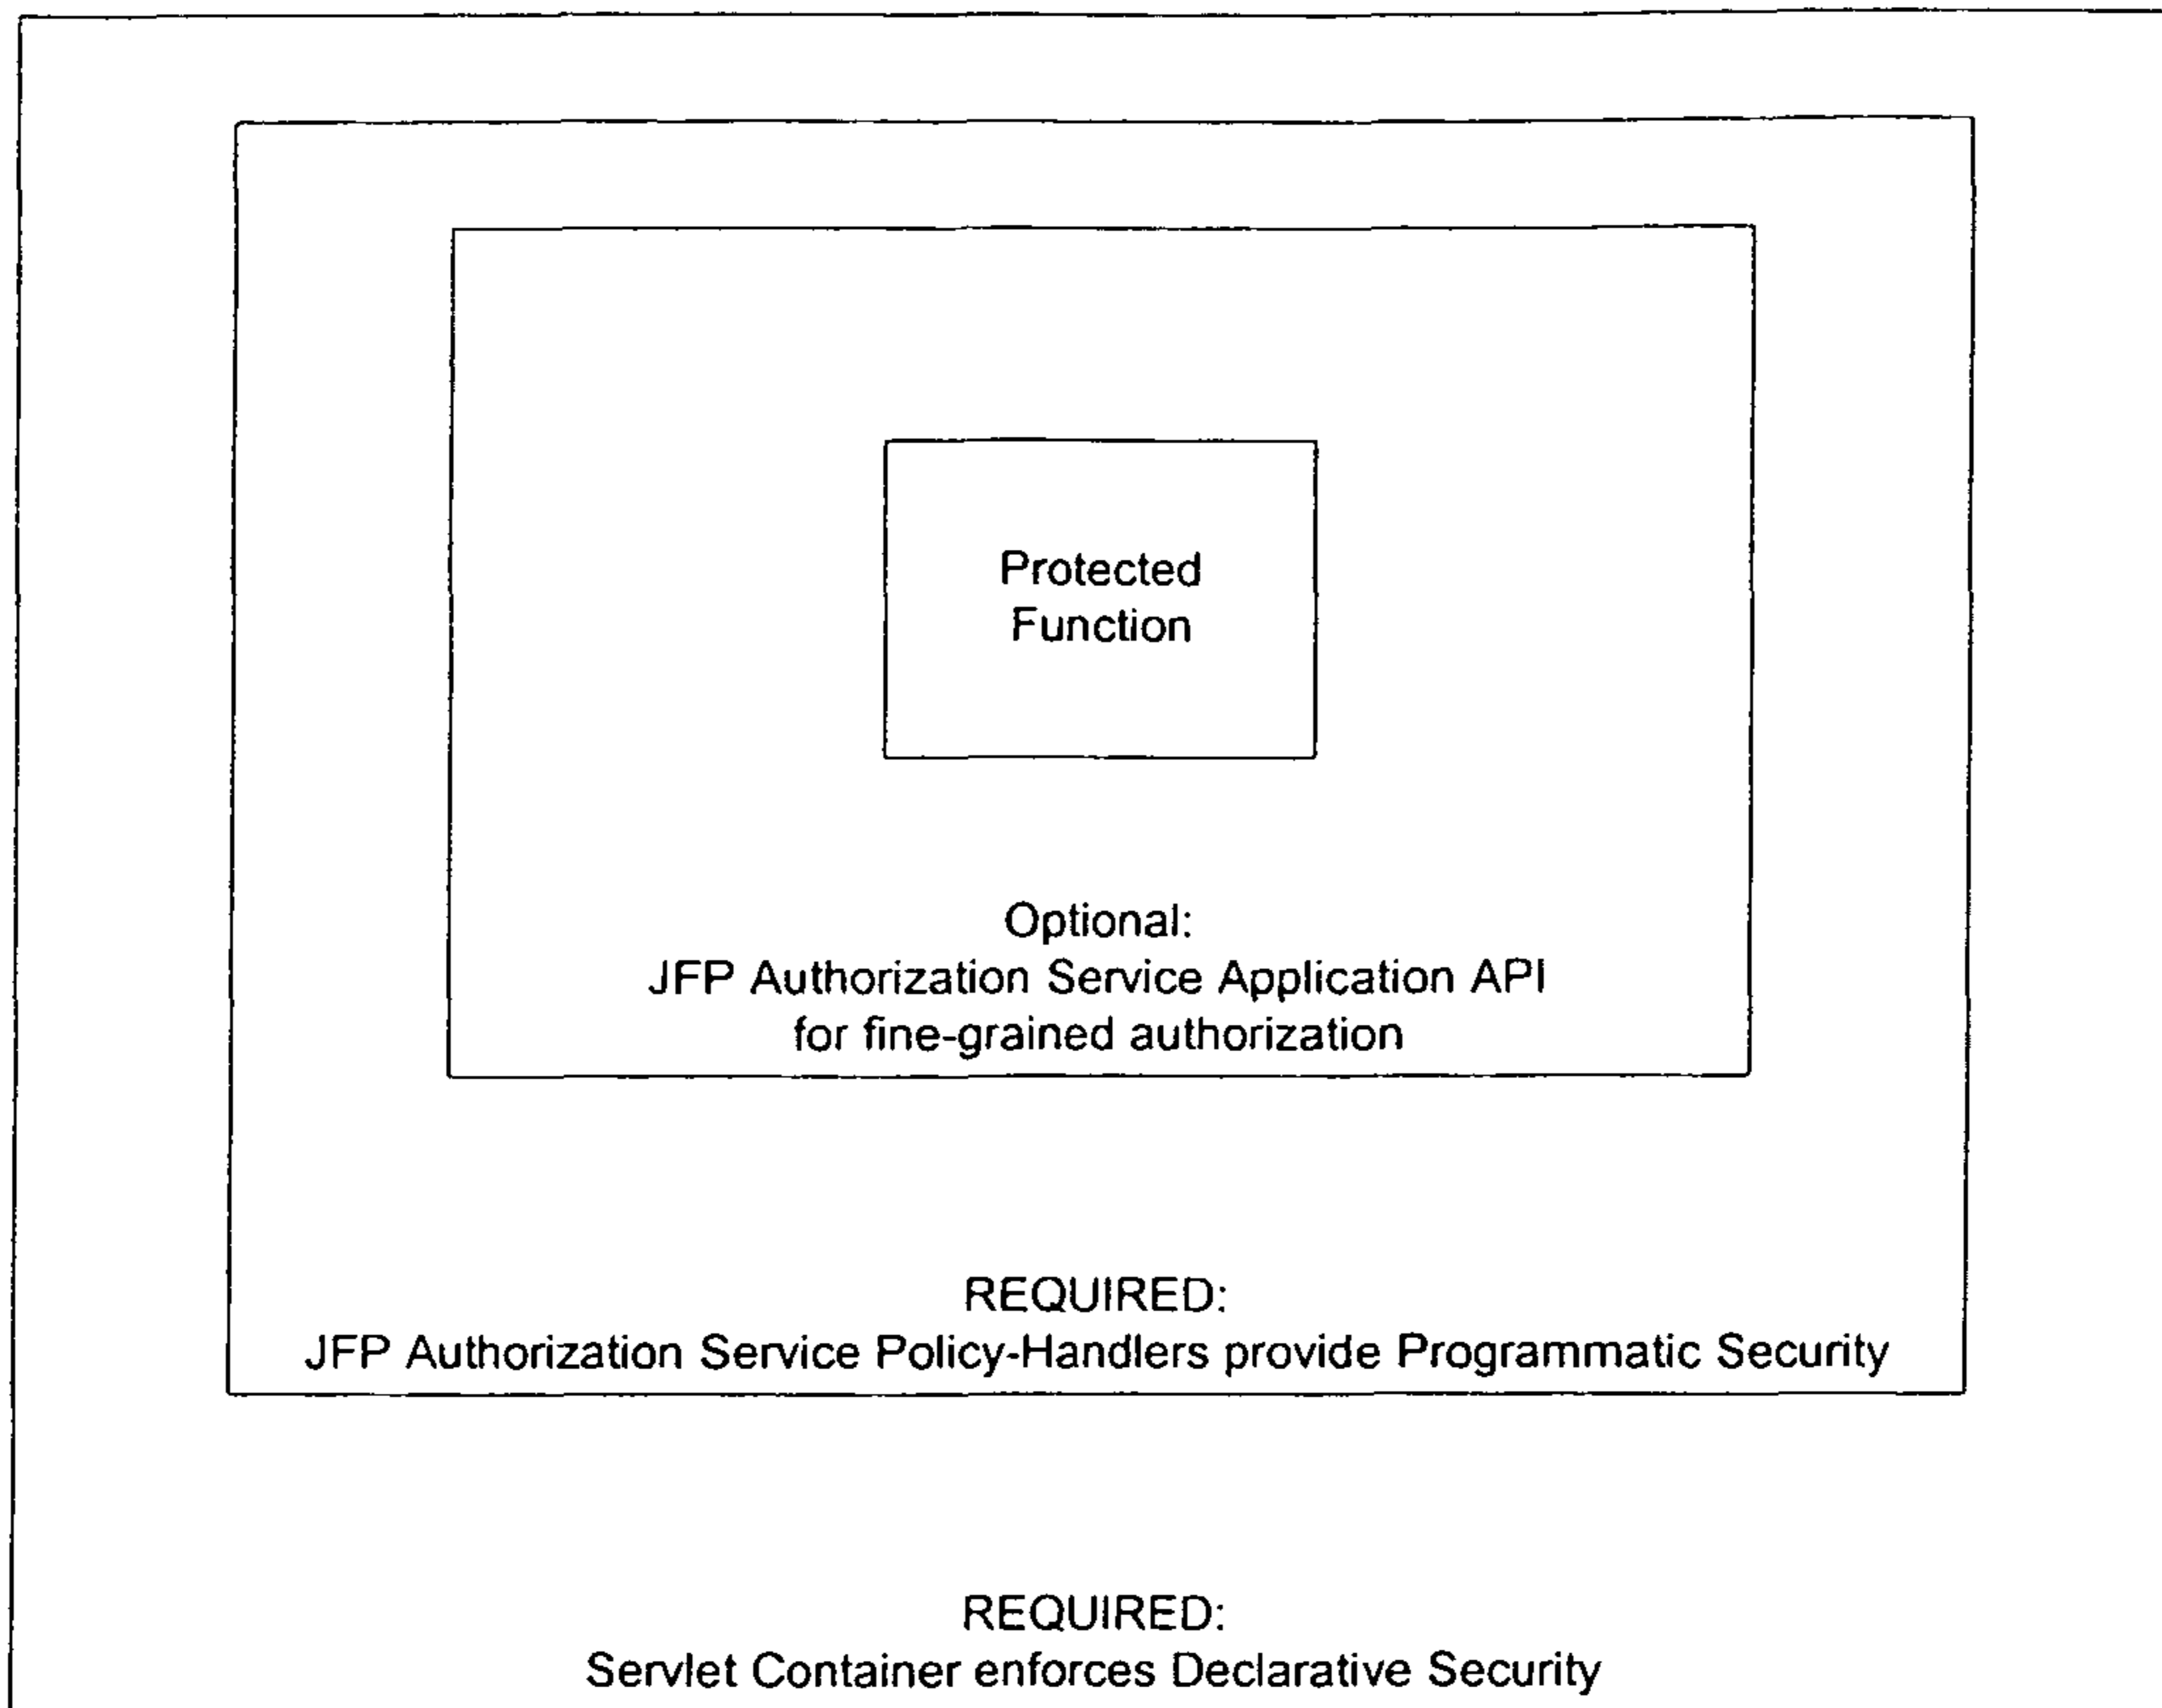 Protected
Function
Optional:
JFP Authorization Service Application API
for fine-grained authorization
REQUIRED:
JFP Authorization Service Policy-Handlers provide Programmatic Security
REQUIRED:
Servlet Container enforces Declarative Security